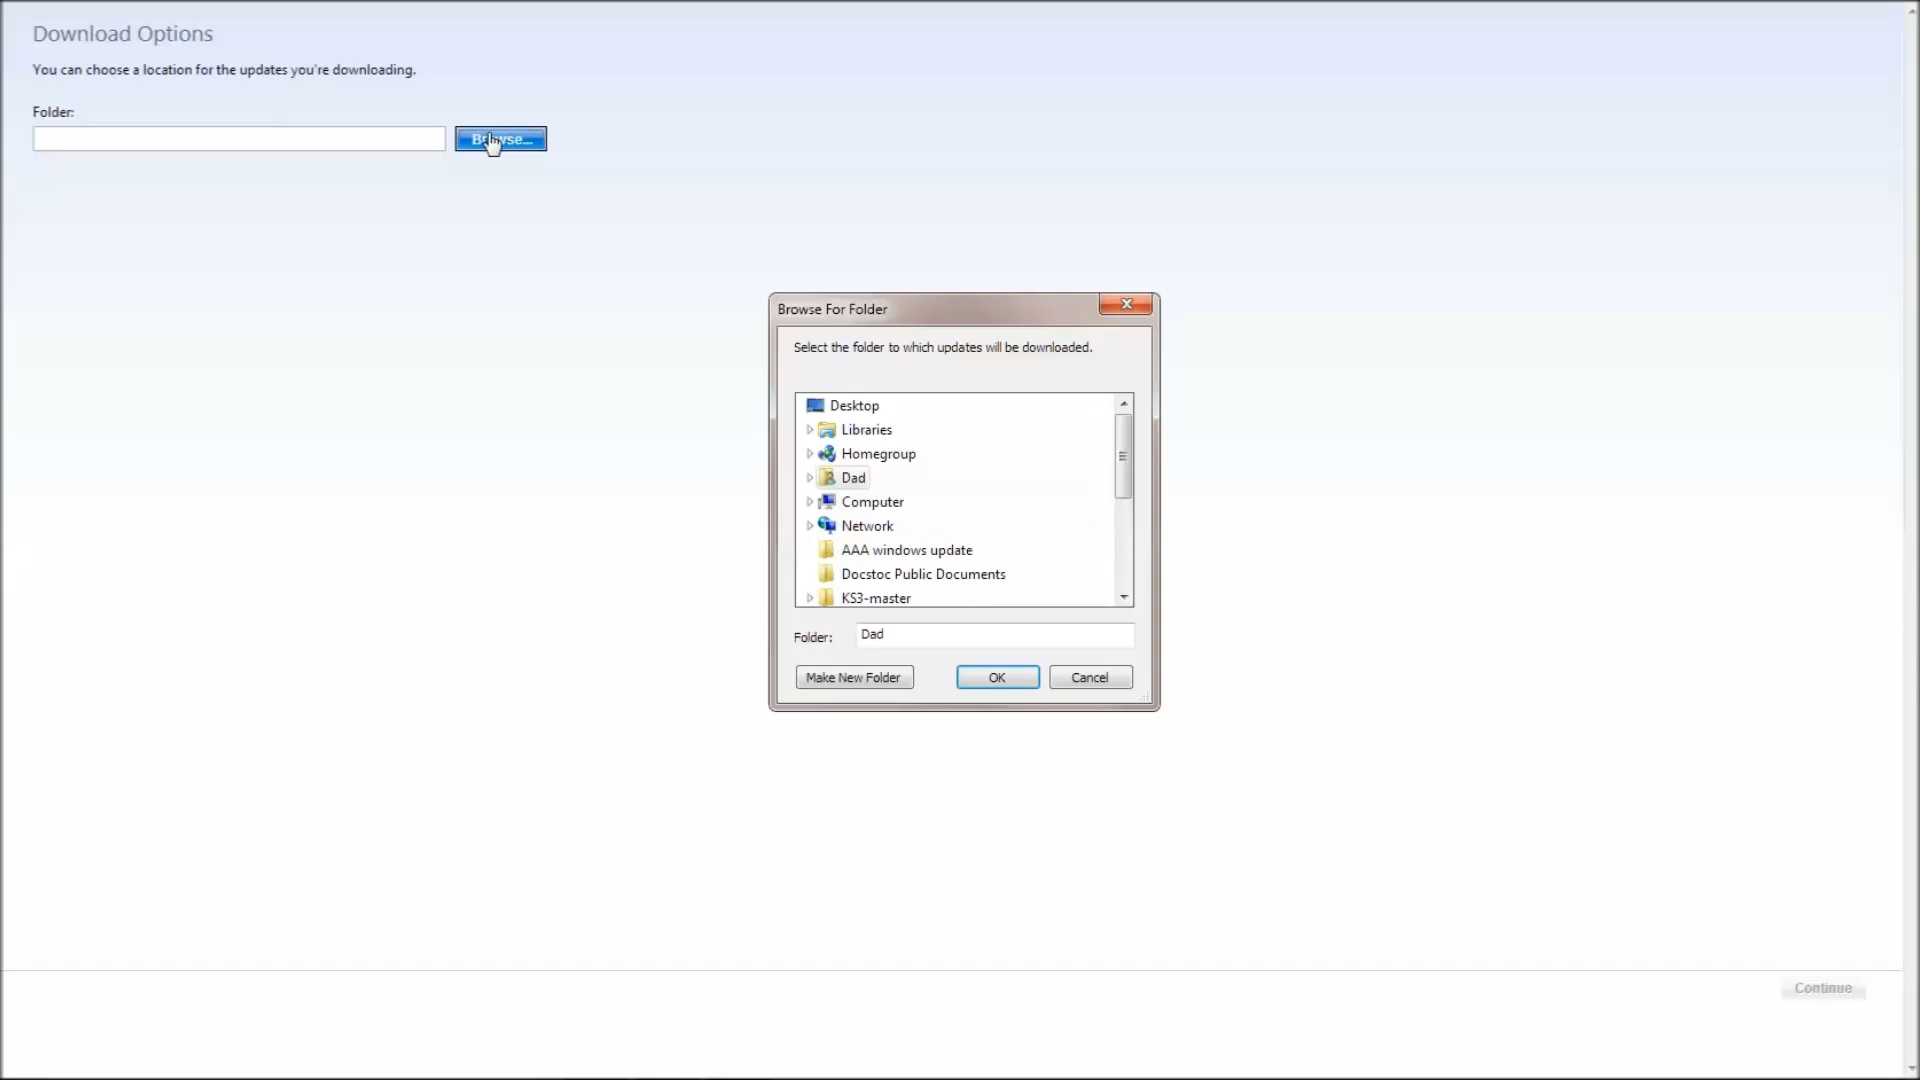 Download Options
You can choose a location for the updates you're downloading.
Folder:
Browse...
Browse For Folder
Select the folder to which updates will be downloaded.
Desktop
Libraries
Homegroup
Dad
Computer
Network
AAA windows update
Docstoc Public Documents
KS3-master
Folder: Dad
Make New Folder OK Cancel
Continue